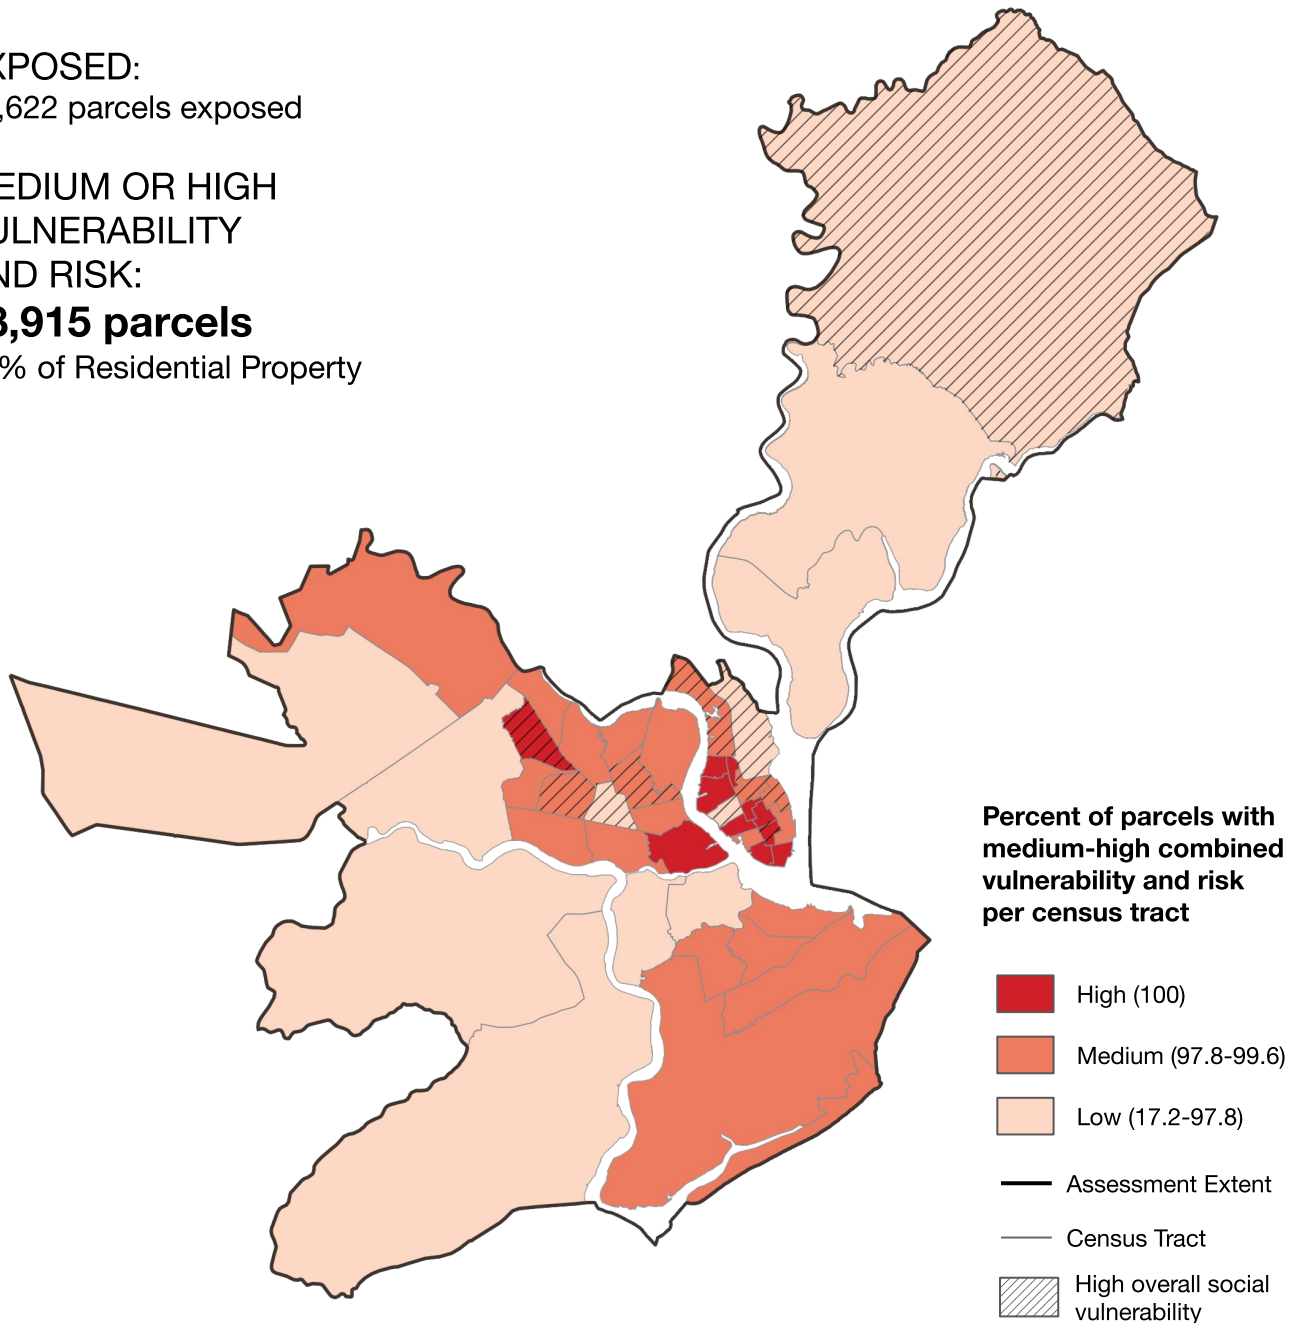 XPOSED:
,622 parcels exposed
EDIUM OR HIGH
ULNERABILITY
ND RISK:
3,915 parcels
% of Residential Property
Percent of parcels with
medium-high combined
vulnerability and risk
per census tract
High (100)
Medium (97.8-99.6)
Low (17.2-97.8)
Assessment Extent
Census Tract
High overall social
vulnerability